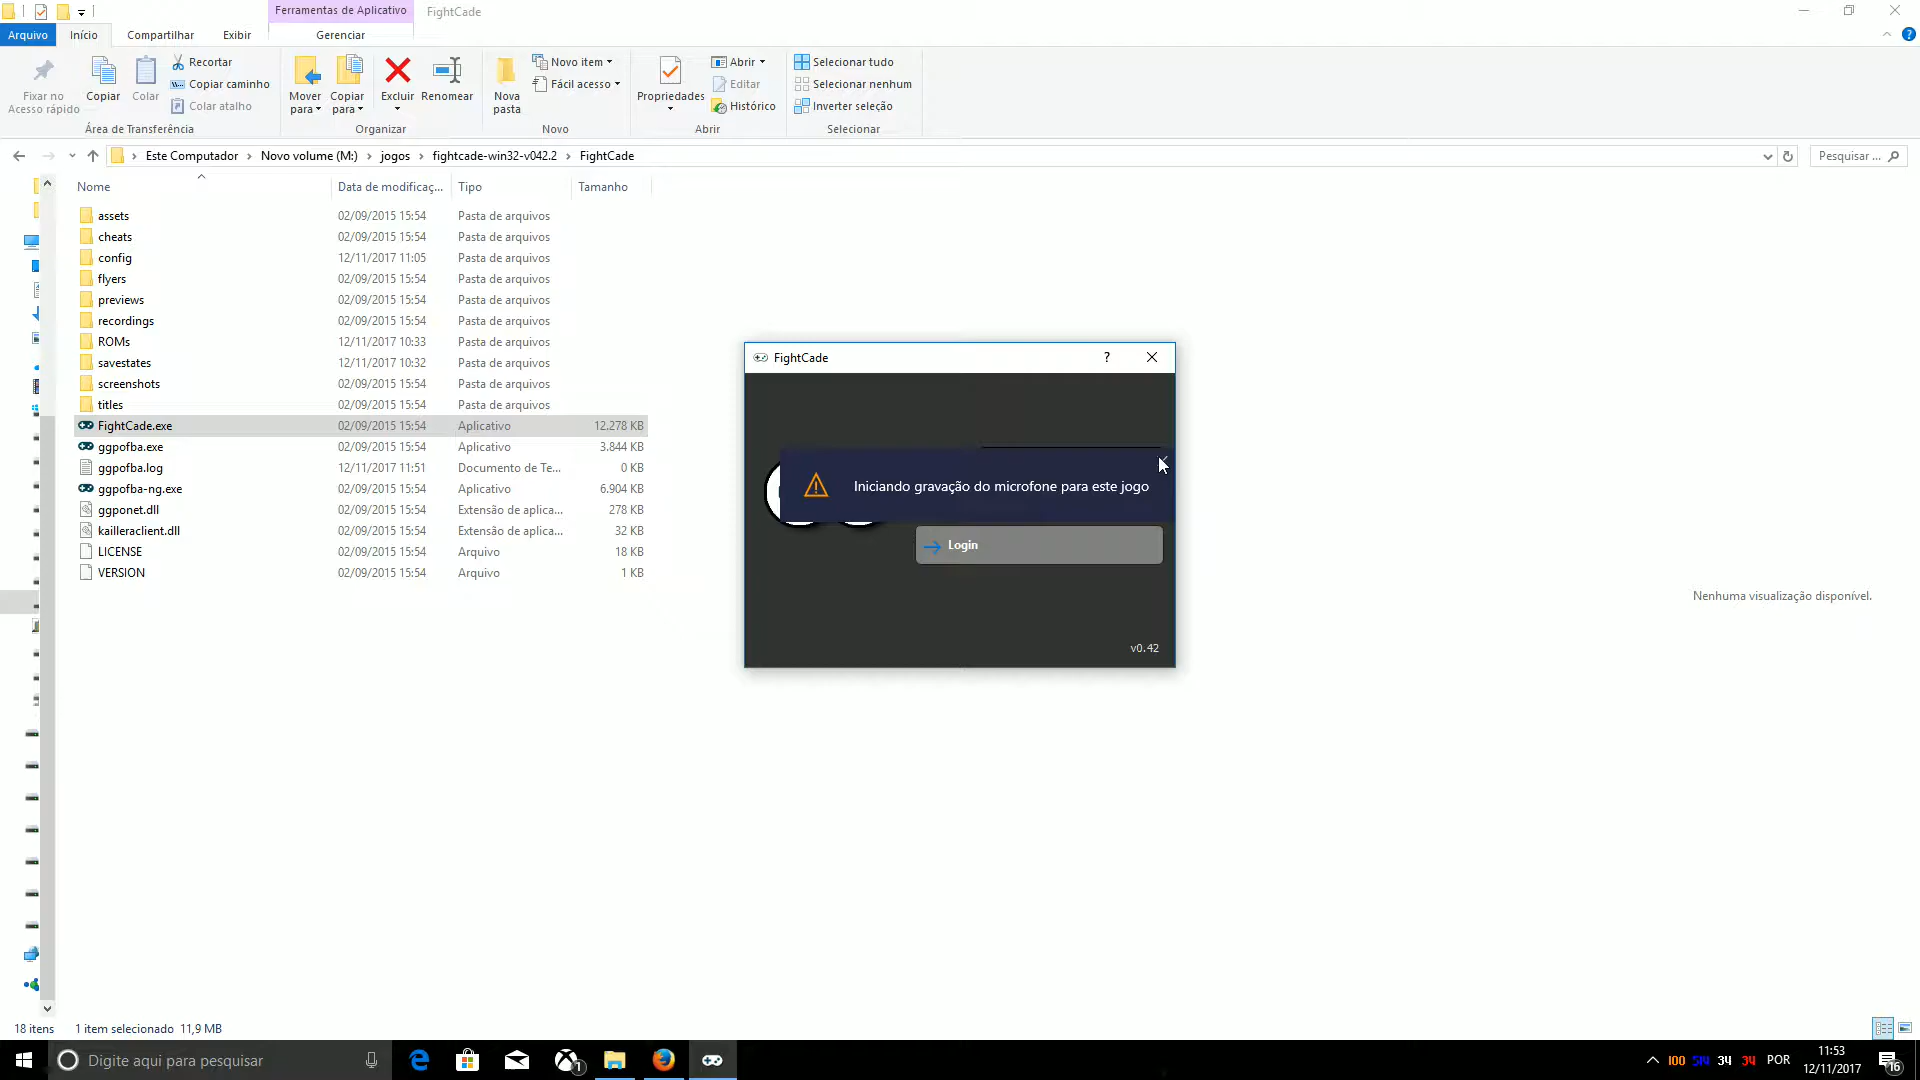 Ferramentas de Aplicativo
FightCade
Arquivo
Início
Compartilhar
Exibir
Gerenciar
Fixar no
Acesso rápido
Copiar
Colar
Recortar
Copiar caminho
Colar atalho
Área de Transferência
Mover
para
Copiar
para
Excluir
Renomear
Organizar
Nova
pasta
Novo item
Fácil acesso
Novo
Propriedades
Abrir
Editar
Histórico
Abrir
Selecionar tudo
Selecionar nenhum
Inverter seleção
Selecionar
Este Computador > Novo volume (M:) > jogos > fightcade-win32-v042.2 > FightCade
Pesquisar ...
Nome Data de modificaç... Tipo Tamanho
assets 02/09/2015 15:54 Pasta de arquivos
cheats 02/09/2015 15:54 Pasta de arquivos
config 12/11/2017 11:05 Pasta de arquivos
flyers 02/09/2015 15:54 Pasta de arquivos
previews 02/09/2015 15:54 Pasta de arquivos
recordings 02/09/2015 15:54 Pasta de arquivos
ROMs 12/11/2017 10:33 Pasta de arquivos
savestates 12/11/2017 10:32 Pasta de arquivos
screenshots 02/09/2015 15:54 Pasta de arquivos
titles 02/09/2015 15:54 Pasta de arquivos
FightCade.exe 02/09/2015 15:54 Aplicativo 12.278 KB
ggpofba.exe 02/09/2015 15:54 Aplicativo 3.844 KB
ggpofba.log 12/11/2017 11:51 Documento de Te... 0 KB
ggpofba-ng.exe 02/09/2015 15:54 Aplicativo 6.904 KB
ggponet.dll 02/09/2015 15:54 Extensão de aplica... 278 KB
kailleraclient.dll 02/09/2015 15:54 Extensão de aplica... 32 KB
LICENSE 02/09/2015 15:54 Arquivo 18 KB
VERSION 02/09/2015 15:54 Arquivo 1 KB
FightCade
?
Iniciando gravação do microfone para este jogo
Login
v0.42
Nenhuma visualização disponível.
18 itens 1 item selecionado 11,9 MB
Digite aqui para pesquisar
1
100 514 34 34 POR
11:53
12/11/2017
16